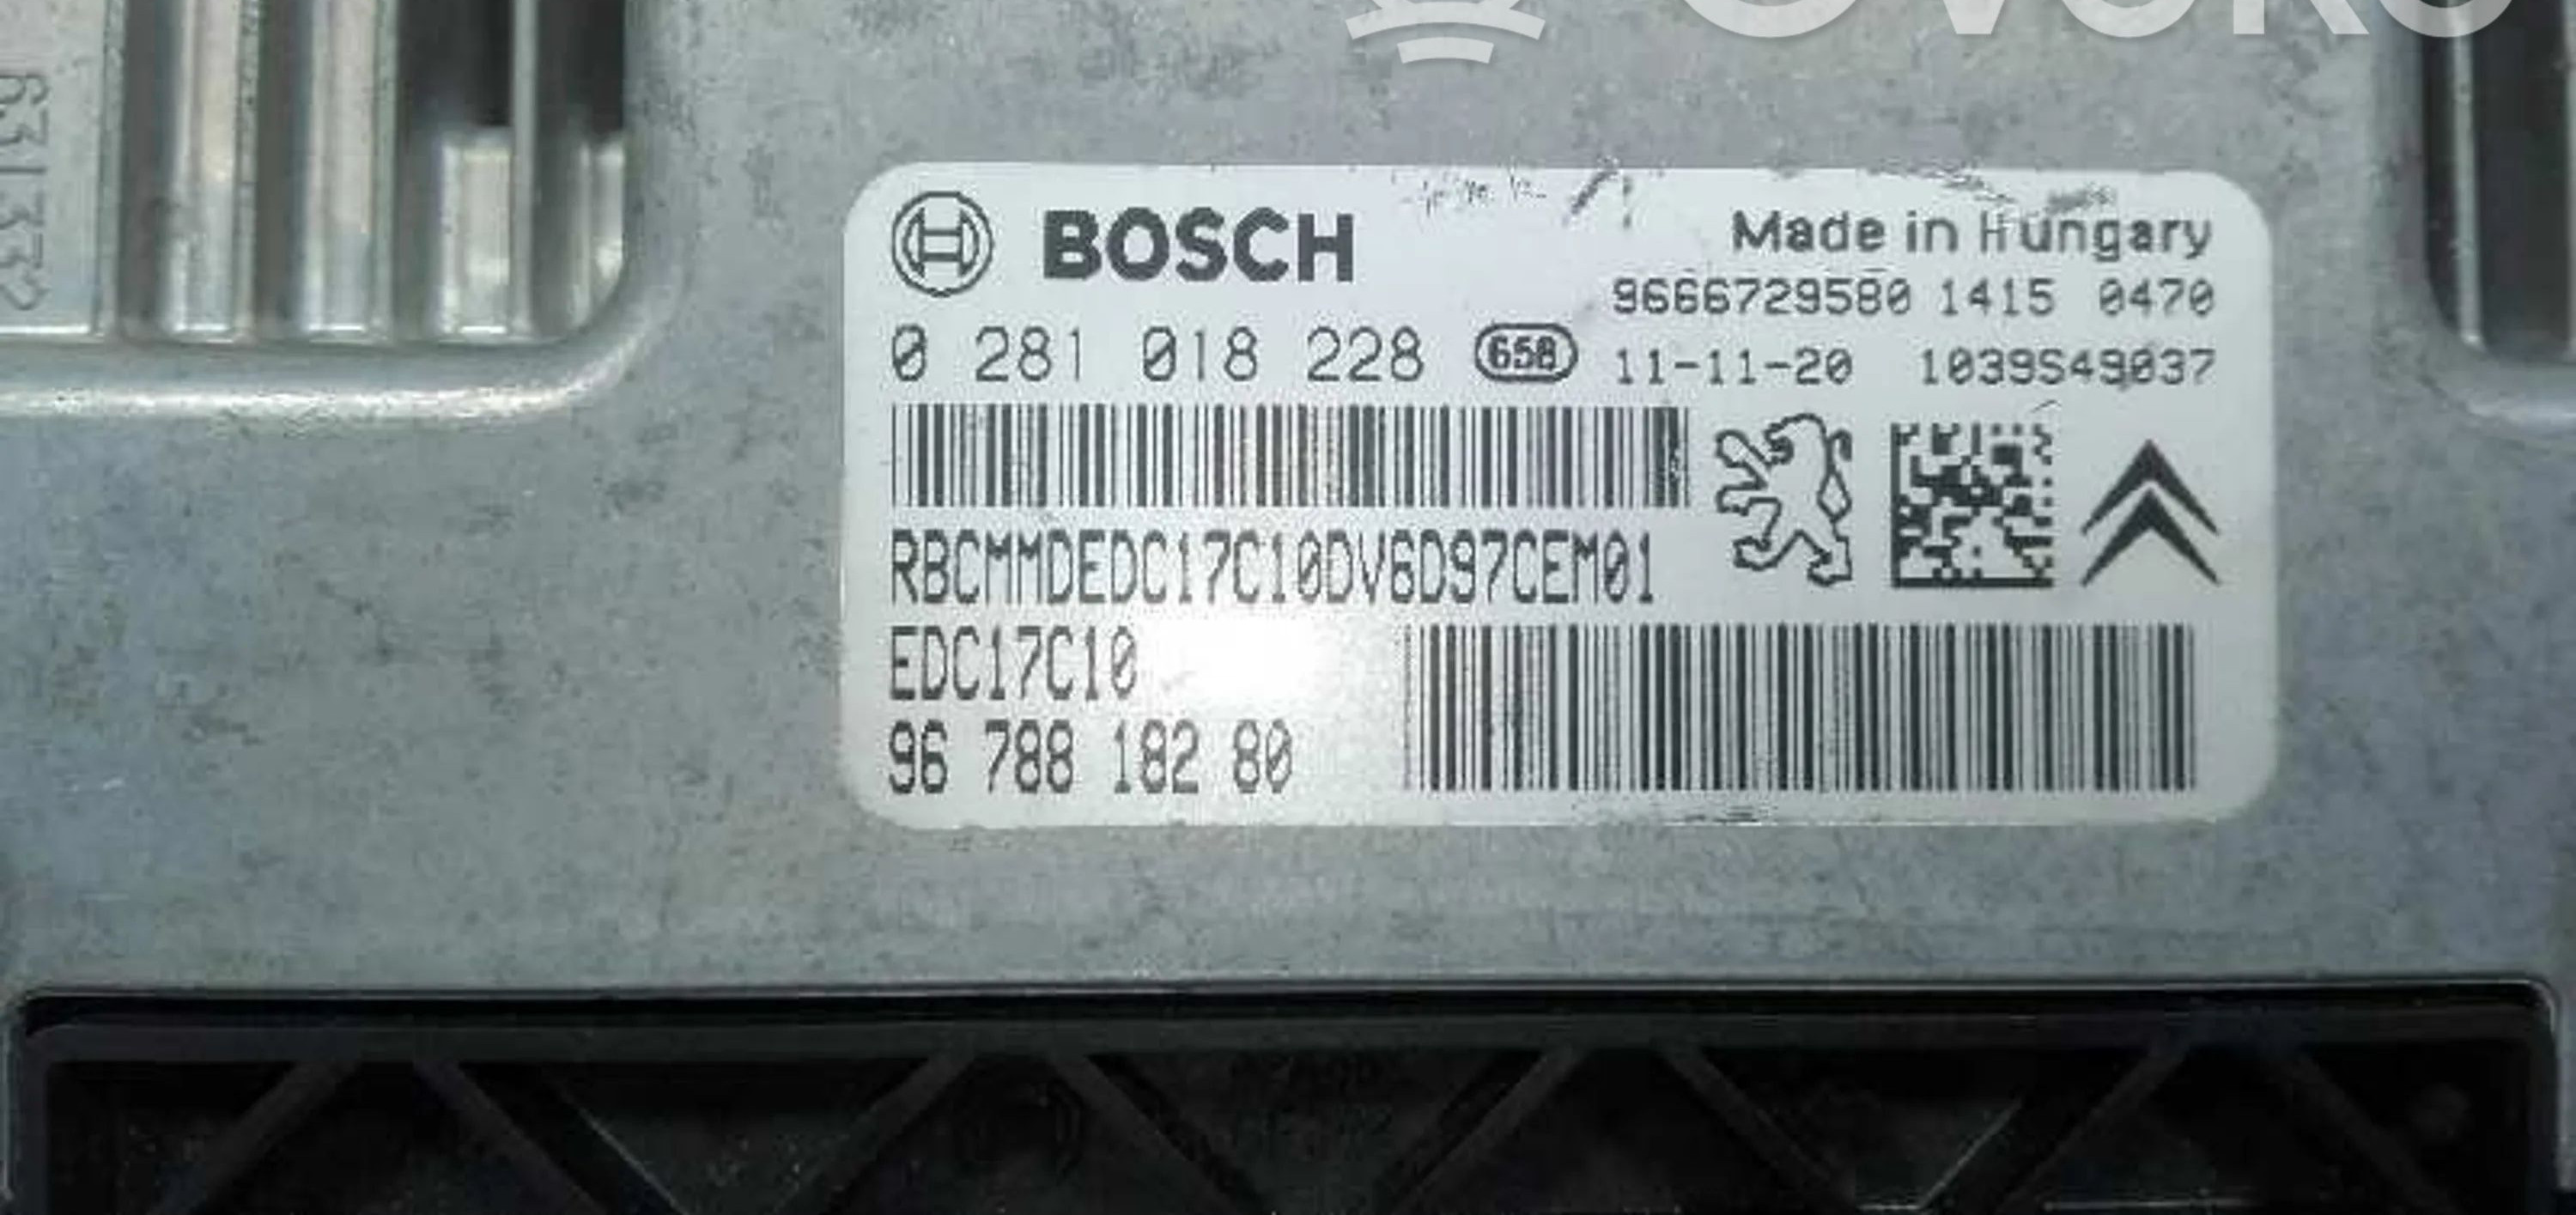 BOSCH
Made in Hungary
9666729580 1415 0470
0 281 018 228 658
11-11-20 1039S49037
RBCMMDEDC17C10DV6D97CEM01
EDC17C10
96 788 182 80